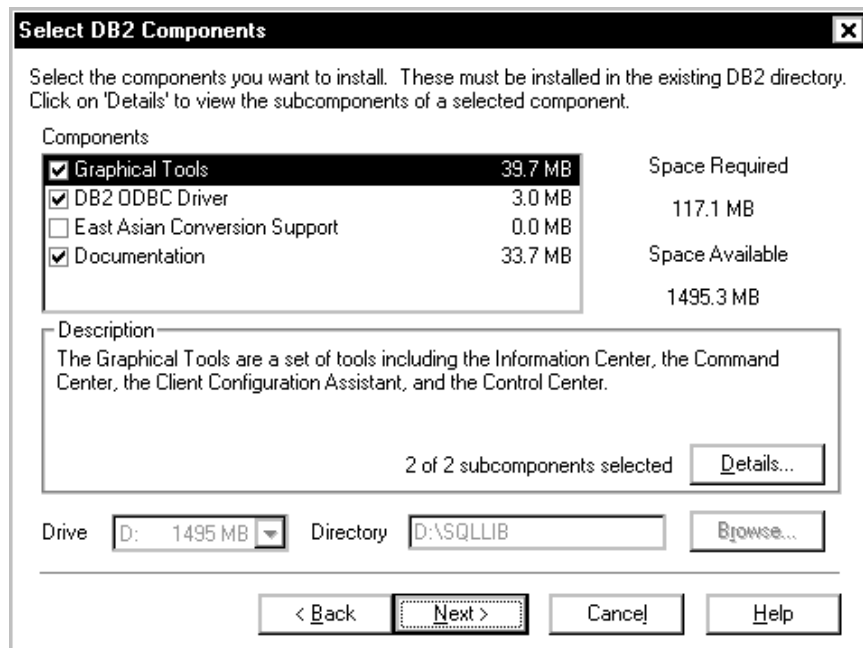 Select DB2 Components
Select the components you want to install. These must be installed in the existing DB2 directory.
Click on 'Details' to view the subcomponents of a selected component.
Components
Graphical Tools 39.7 MB
DB2 ODBC Driver 3.0 MB
East Asian Conversion Support 0.0 MB
Documentation 33.7 MB
Space Required
117.1 MB
Space Available
1495.3 MB
Description
The Graphical Tools are a set of tools including the Information Center, the Command
Center, the Client Configuration Assistant, and the Control Center.
2 of 2 subcomponents selected Details...
Drive D: 1495 MB Directory D:\SQLLIB Browse...
< Back Next > Cancel Help